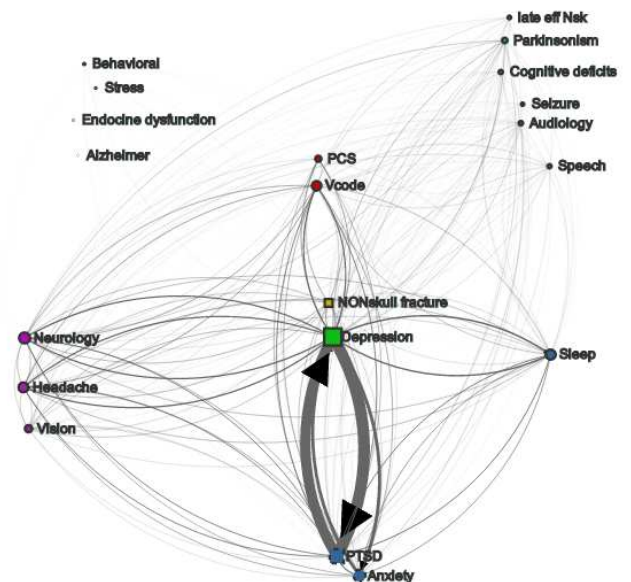 late eff Nsk
Parkinsonism
Behavioral
Cognitive deficits
Stress
Seizure
Endocrine dysfunction
Audiology
Alzheimer
PCS
Speech
Vcode
NONskull fracture
Neurology
Depression
Sleep
Headache
Vision
PTSD
Anxiety